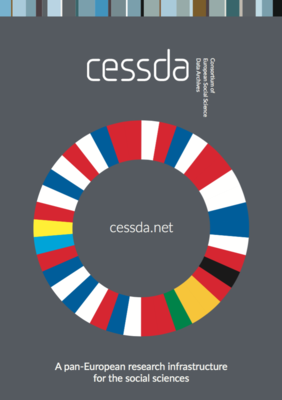 cessda
Consortium of
European Social Science
Data Archives
cessda.net
A pan-European research infrastructure
for the social sciences